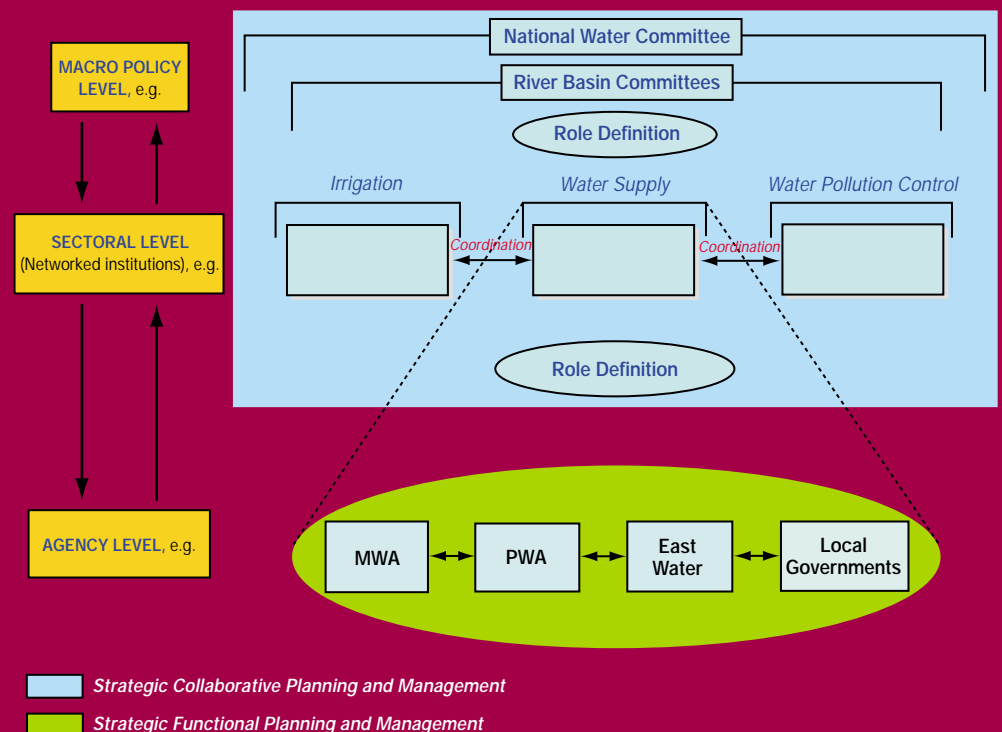 National Water Committee
MACRO POLICY
LEVEL, e.g.
River Basin Committees
Role Definition
Irrigation
Water Supply
Water Pollution Control
SECTORAL LEVEL
(Networked institutions), e.g.
Coordination
Coordination
Role Definition
AGENCY LEVEL, e.g.
MWA
PWA
East
Water
Local
Governments
Strategic Collaborative Planning and Management
Strategic Functional Planning and Management